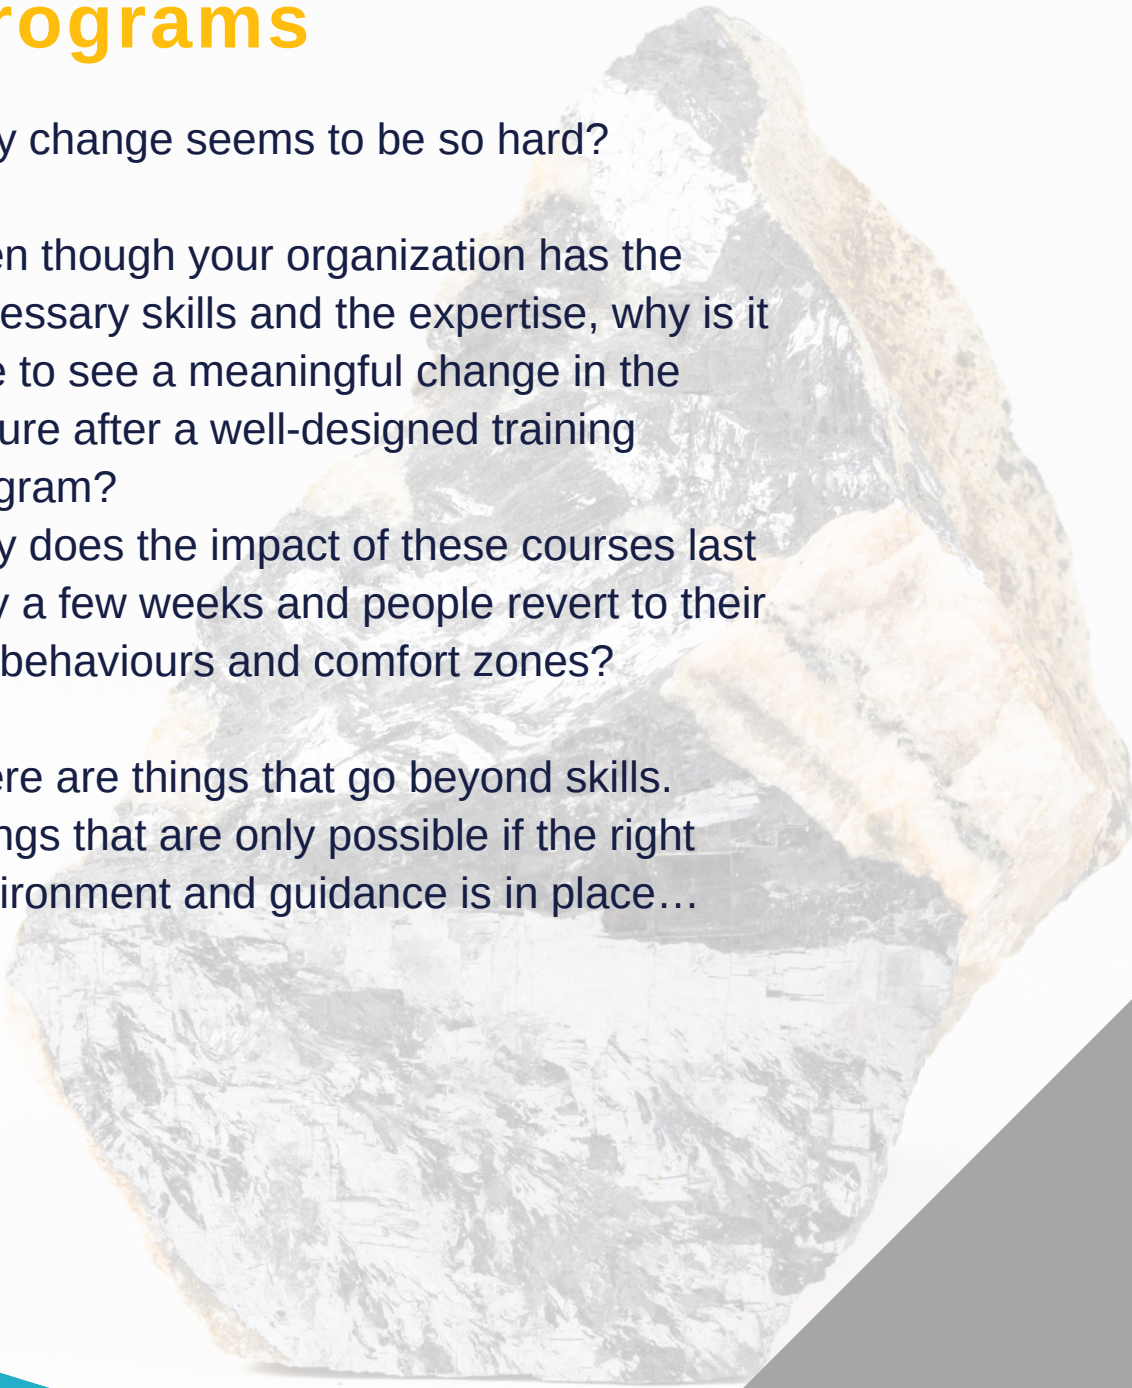 rograms
y change seems to be so hard?
en though your organization has the
essary skills and the expertise, why is it
e to see a meaningful change in the
ure after a well-designed training
gram?
y does the impact of these courses last
y a few weeks and people revert to their
behaviours and comfort zones?
ere are things that go beyond skills.
ngs that are only possible if the right
ironment and guidance is in place…